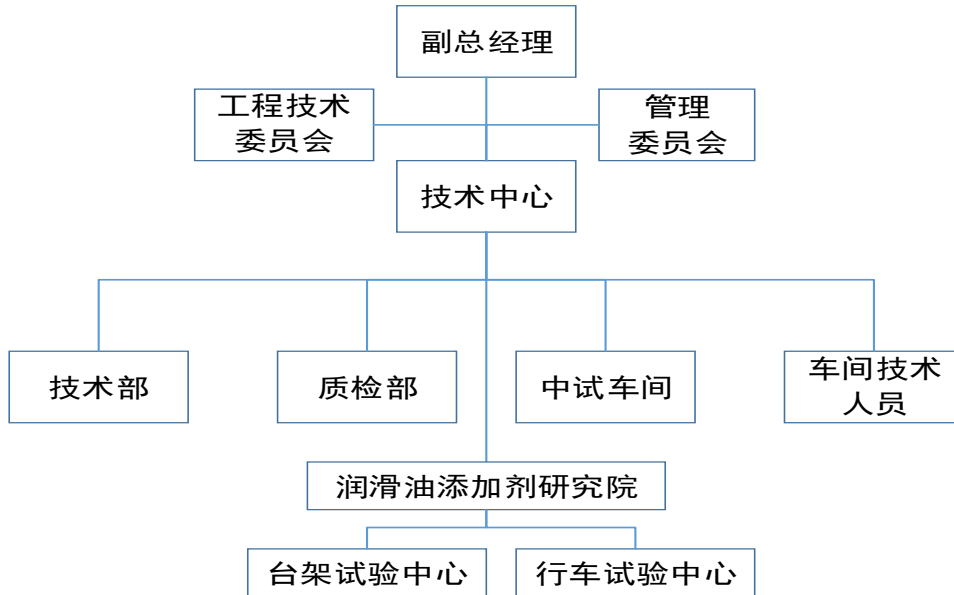 副总经理
工程技术
委员会
管理
委员会
技术中心
技术部
质检部
中试车间
车间技术
人员
润滑油添加剂研究院
台架试验中心
行车试验中心